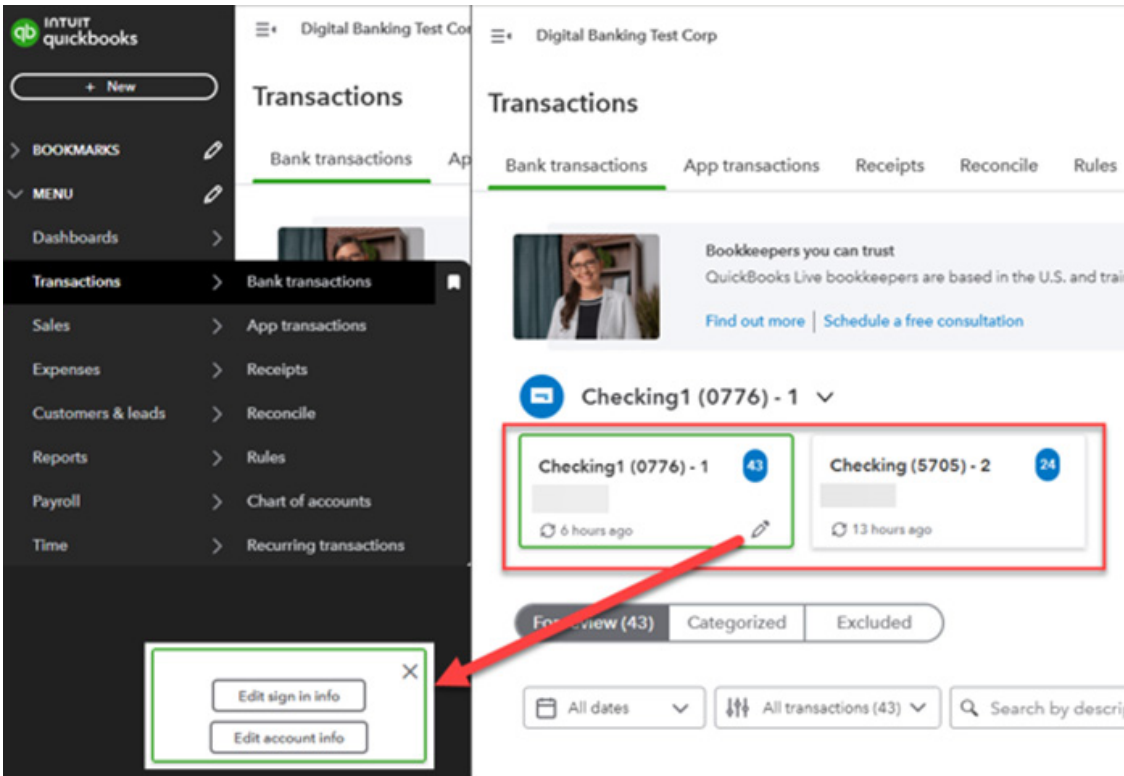 INTUIT
qb quickbooks
+ New
BOOKMARKS
MENU
Dashboards
Transactions
Sales
Expenses
Customers & leads
Reports
Payroll
Time
Bank transactions
App transactions
Receipts
Reconcile
Rules
Chart of accounts
Recurring transactions
Digital Banking Test Cor
Transactions
Bank transactions Ap
Digital Banking Test Corp
Transactions
Bank transactions App transactions Receipts Reconcile Rules
Bookkeepers you can trust
QuickBooks Live bookkeepers are based in the U.S. and trai
Find out more | Schedule a free consultation
Checking1 (0776) - 1
Checking1 (0776) - 1 43
6 hours ago
Checking (5705) - 2 24
13 hours ago
For review (43) Categorized Excluded
All dates All transactions (43) Search by descrip
Edit sign in info
Edit account info